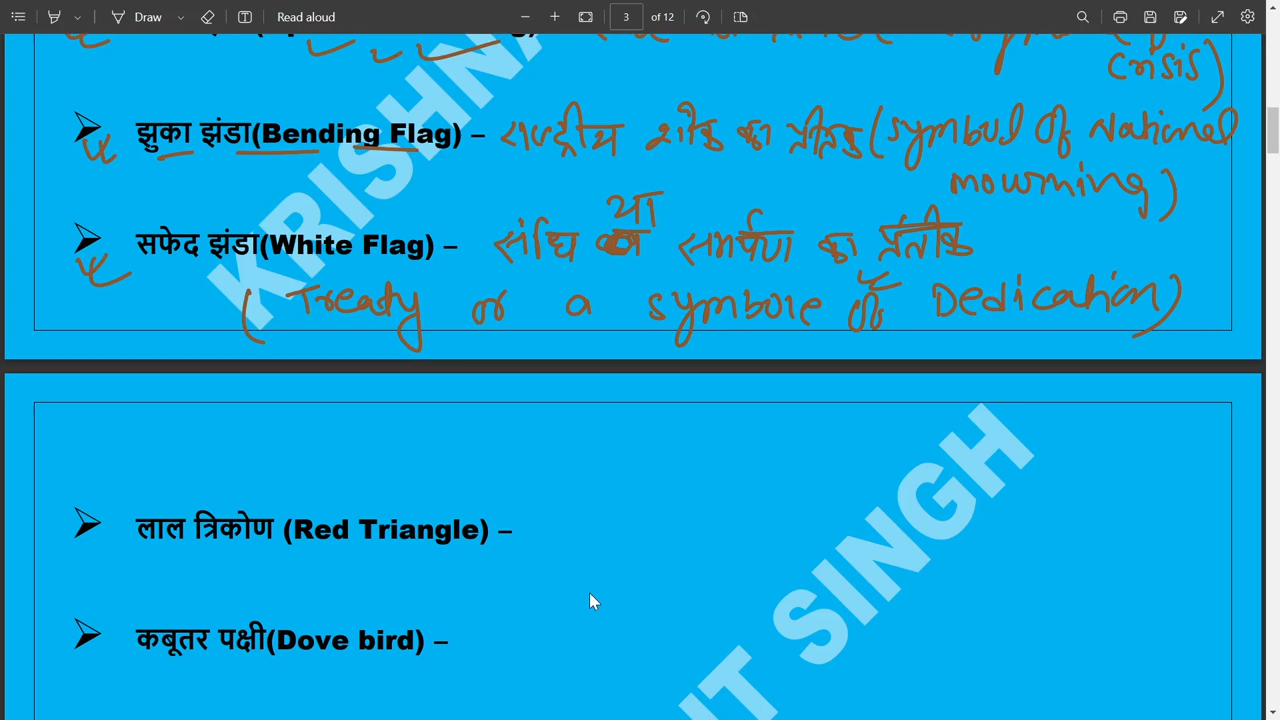 Draw
Read aloud
3 of 12
crisis)
झुका झंडा(Bending Flag) – राष्ट्रीय शोक का प्रतीक (symbol of National
mourning)
या
सफेद झंडा(White Flag) – संधि समर्पण का प्रतीक
(Treaty or a symbole of Dedication)
लाल त्रिकोण (Red Triangle) –
कबूतर पक्षी(Dove bird) –
KRISHNA
IT SINGH